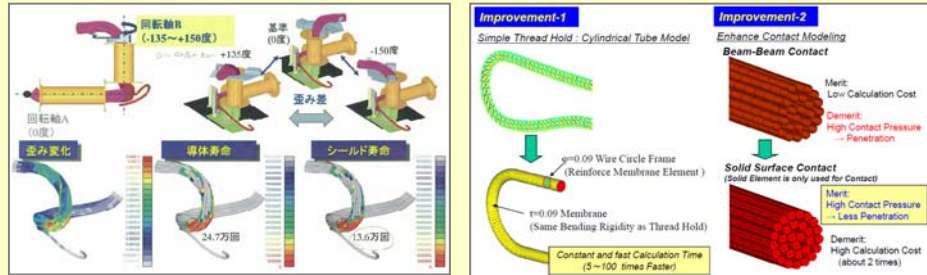 回転軸B
(-135～+150度)
+135度
基準
(0度)
-150度
回転軸A
(0度)
歪み差
歪み変化
導体寿命
シールド寿命
24.7万回
13.6万回
Improvement-1
Simple Thread Hold : Cylindrical Tube Model
φ=0.09 Wire Circle Frame
(Reinforce Membrane Element )
τ=0.09 Membrane
(Same Bending Rigidity as Thread Hold)
Constant and fast Calculation Time
(5～100 times Faster)
Improvement-2
Enhance Contact Modeling
Beam-Beam Contact
Merit:
Low Calculation Cost
Demerit:
High Contact Pressure
→ Penetration
Solid Surface Contact
(Solid Element is only used for Contact)
Merit:
High Contact Pressure
→ Less Penetration
Demerit:
High Calculation Cost
(about 2 times)